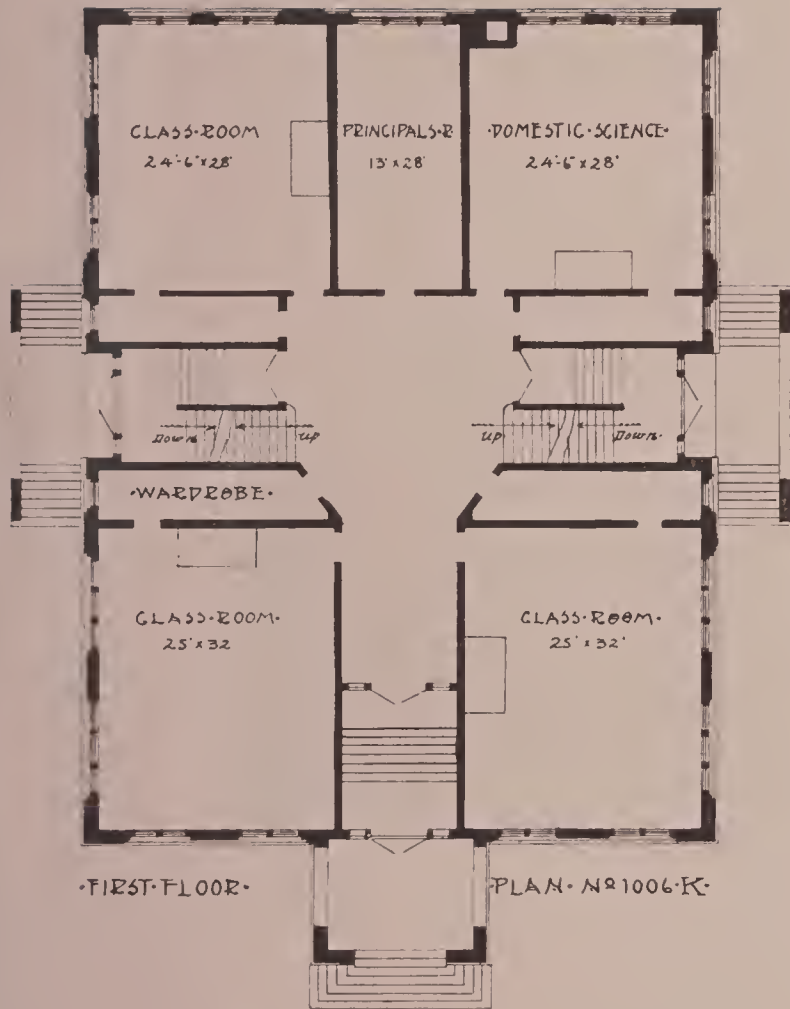 CLASS·ROOM
24'-6"x28'
PRINCIPALS·R
13'x28'
·DOMESTIC·SCIENCE·
24'-6"x28'
Down
Up
Up
Down·
·WARDROBE·
CLASS·ROOM·
25'x32
CLASS·ROOM·
25'x32'
·FIRST·FLOOR·
·PLAN·Nº1006·K·